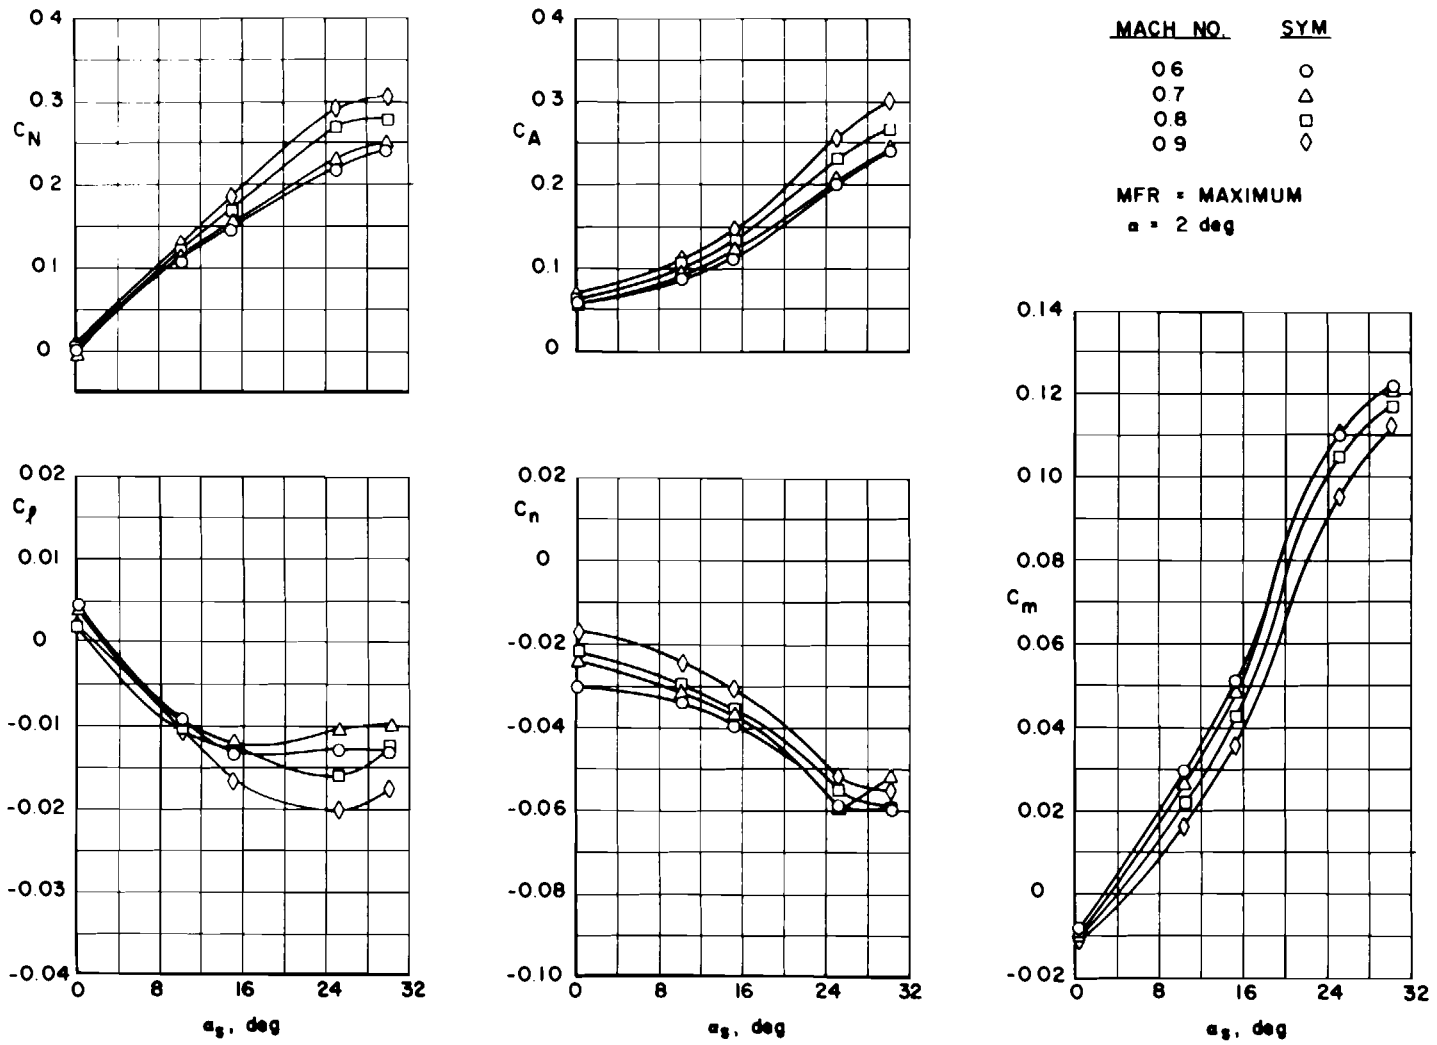 0 4
0.3
C_N
0.2
0 1
0
0 4
0.3
C_A
0.2
0.1
0
MACH NO. SYM
0 6
0.7
0.8
0 9
MFR = MAXIMUM
α = 2 deg
0.02
C_ℓ
0.01
0
-0.01
-0.02
-0.03
-0.04
0 8 16 24 32
α_s, deg
0.02
C_n
0
-0.02
-0.04
-0.06
-0.08
-0.10
0 8 16 24 32
α_s, deg
0.14
0.12
0.10
0.08
C_m
0.06
0.04
0.02
0
-0.02
0 8 16 24 32
α_s, deg